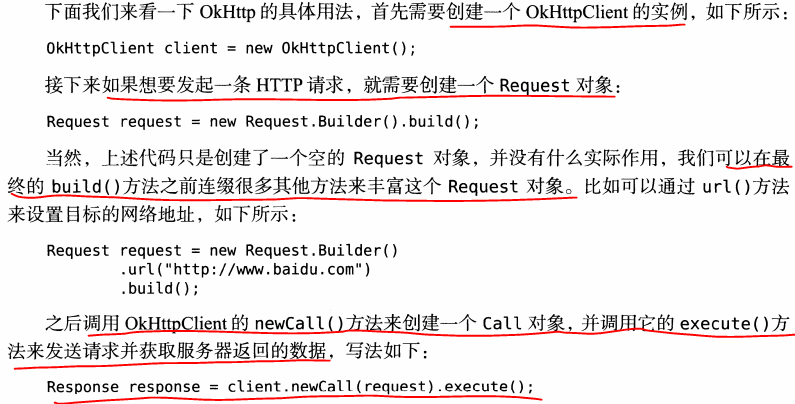 下面我们来看一下 OkHttp 的具体用法，首先需要创建一个 OkHttpClient 的实例，如下所示：
OkHttpClient client = new OkHttpClient();
接下来如果想要发起一条 HTTP 请求，就需要创建一个 Request 对象：
Request request = new Request.Builder().build();
当然，上述代码只是创建了一个空的 Request 对象，并没有什么实际作用，我们可以在最
终的 build()方法之前连缀很多其他方法来丰富这个 Request 对象。比如可以通过 url()方法
来设置目标的网络地址，如下所示：
Request request = new Request.Builder()
.url("http://www.baidu.com")
.build();
之后调用 OkHttpClient 的 newCall()方法来创建一个 Call 对象，并调用它的 execute()方
法来发送请求并获取服务器返回的数据，写法如下：
Response response = client.newCall(request).execute();